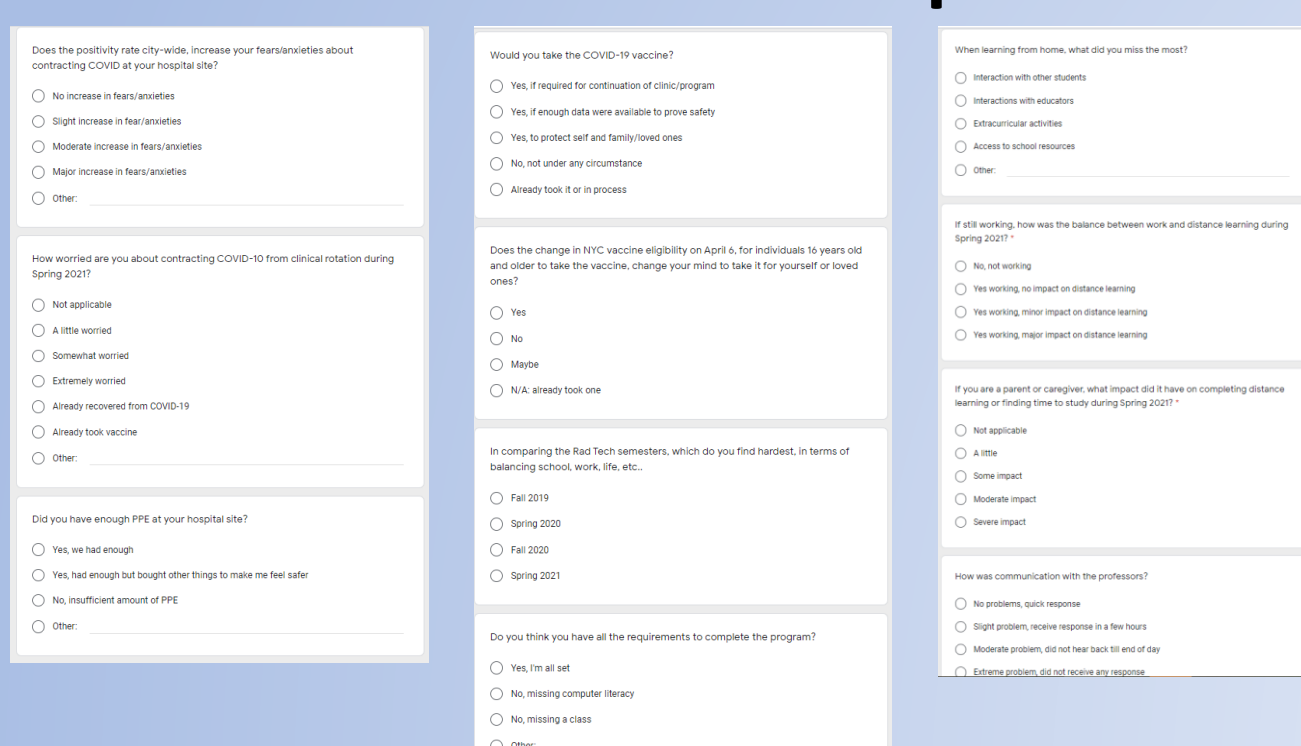 Does the positivity rate city-wide, increase your fears/anxieties about
contracting COVID at your hospital site?
No increase in fears/anxieties
Slight increase in fear/anxieties
Moderate increase in fears/anxieties
Major increase in fears/anxieties
Other:
How worried are you about contracting COVID-10 from clinical rotation during
Spring 2021?
Not applicable
A little worried
Somewhat worried
Extremely worried
Already recovered from COVID-19
Already took vaccine
Other:
Did you have enough PPE at your hospital site?
Yes, we had enough
Yes, had enough but bought other things to make me feel safer
No, insufficient amount of PPE
Other:
Would you take the COVID-19 vaccine?
Yes, if required for continuation of clinic/program
Yes, if enough data were available to prove safety
Yes, to protect self and family/loved ones
No, not under any circumstance
Already took it or in process
Does the change in NYC vaccine eligibility on April 6, for individuals 16 years old
and older to take the vaccine, change your mind to take it for yourself or loved
ones?
Yes
No
Maybe
N/A: already took one
In comparing the Rad Tech semesters, which do you find hardest, in terms of
balancing school, work, life, etc..
Fall 2019
Spring 2020
Fall 2020
Spring 2021
Do you think you have all the requirements to complete the program?
Yes, I'm all set
No, missing computer literacy
No, missing a class
Other:
When learning from home, what did you miss the most?
Interaction with other students
Interactions with educators
Extracurricular activities
Access to school resources
Other:
If still working, how was the balance between work and distance learning during
Spring 2021? *
No, not working
Yes working, no impact on distance learning
Yes working, minor impact on distance learning
Yes working, major impact on distance learning
If you are a parent or caregiver, what impact did it have on completing distance
learning or finding time to study during Spring 2021? *
Not applicable
A little
Some impact
Moderate impact
Severe impact
How was communication with the professors?
No problems, quick response
Slight problem, receive response in a few hours
Moderate problem, did not hear back till end of day
Extreme problem, did not receive any response